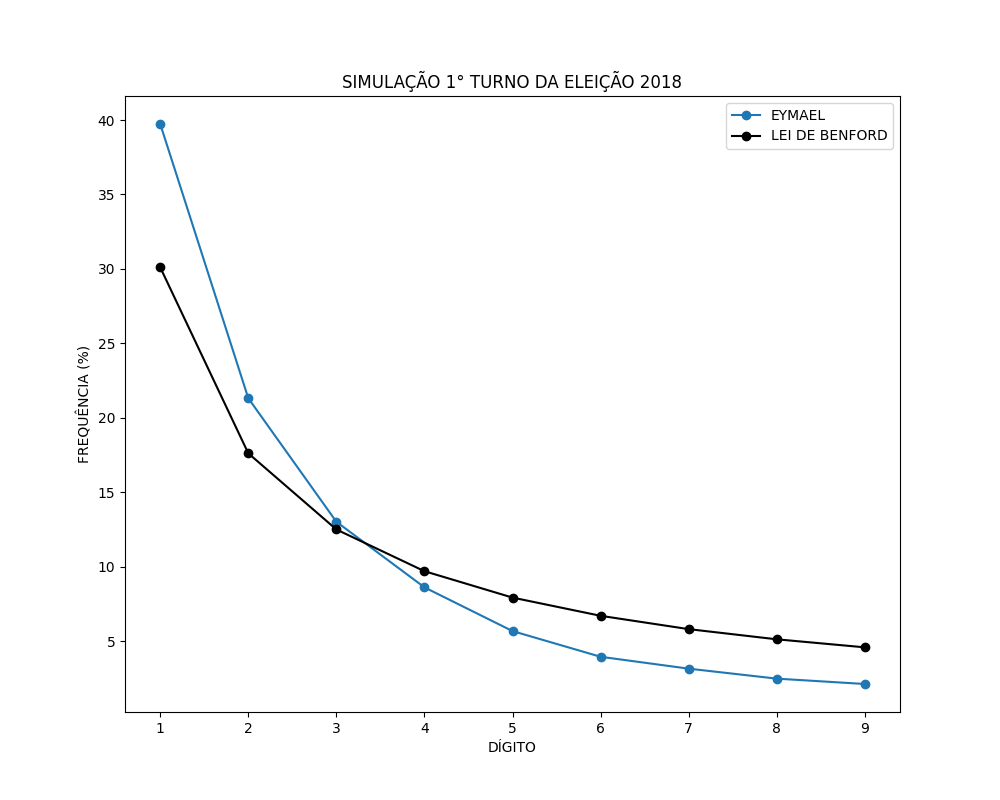 SIMULAÇÃO 1° TURNO DA ELEIÇÃO 2018
EYMAEL
LEI DE BENFORD
FREQUÊNCIA (%)
40
35
30
25
20
15
10
5
1 2 3 4 5 6 7 8 9
DÍGITO